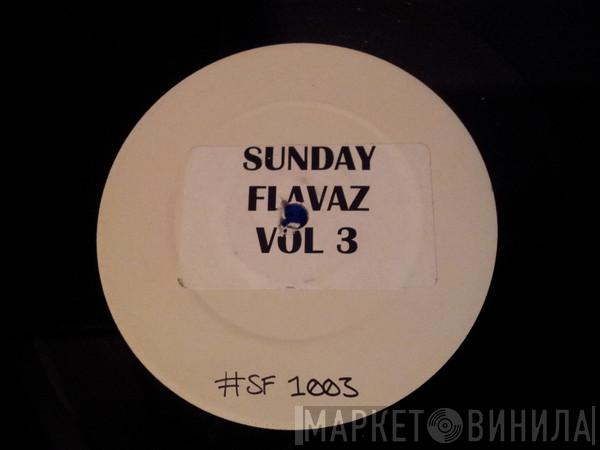 SUNDAY
FLAVAZ
VOL 3
#SF 1003
МАРКЕТ ВИНИЛА